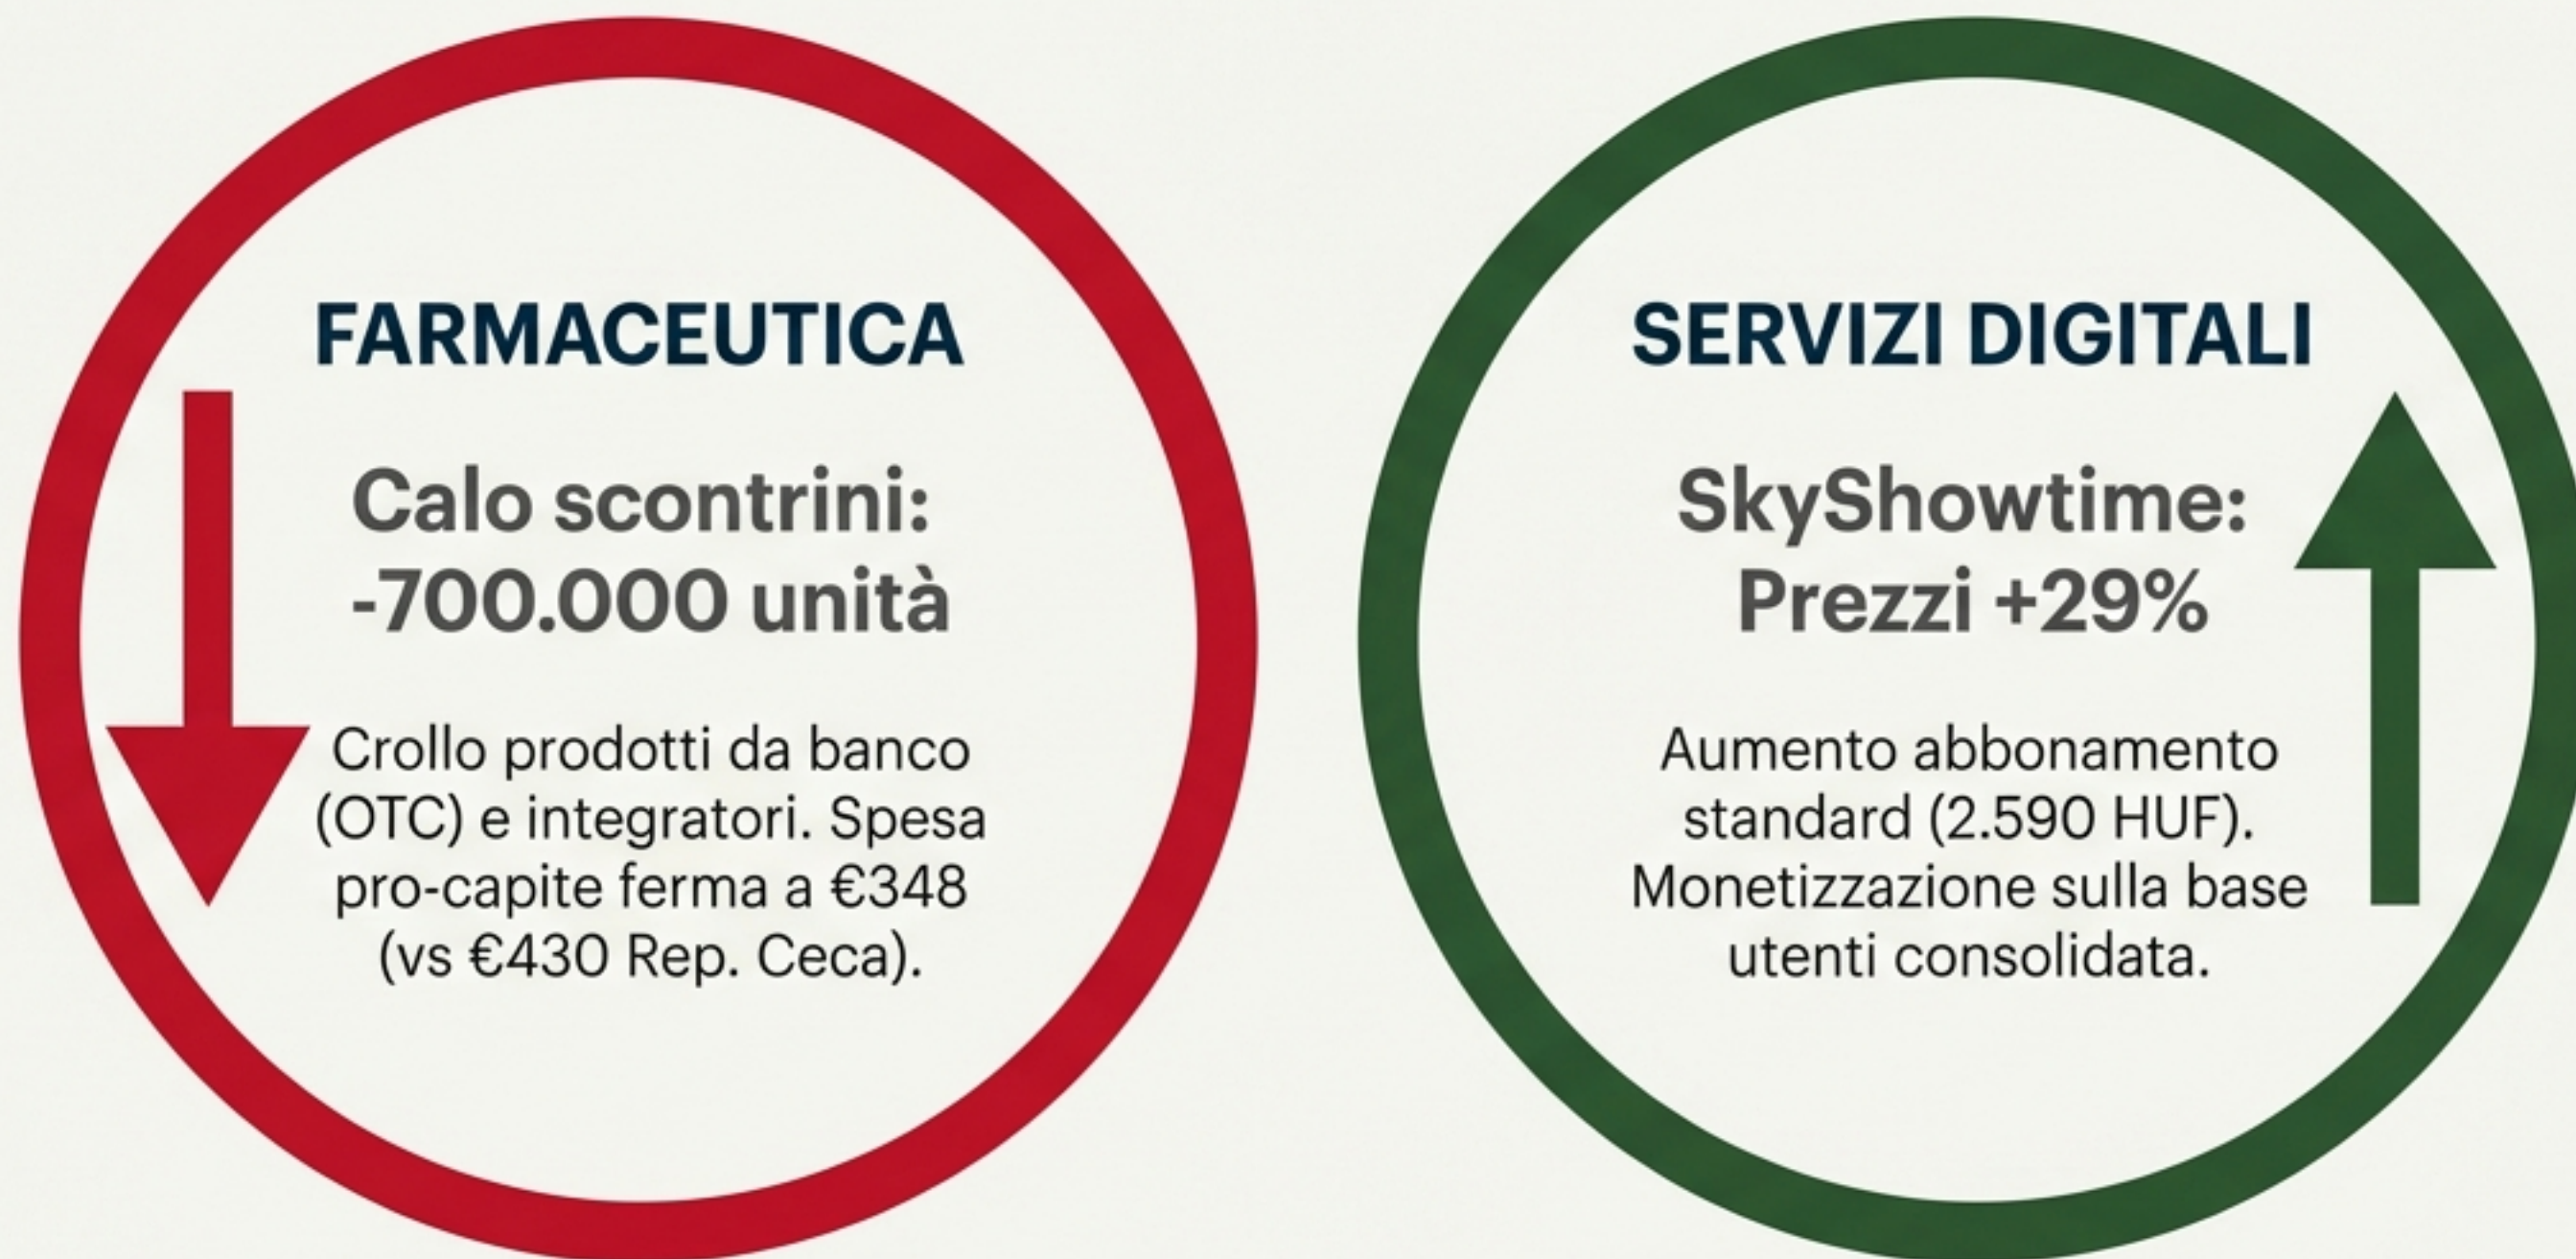 FARMACEUTICA
Calo scontrini:
-700.000 unità
Crollo prodotti da banco
(OTC) e integratori. Spesa
pro-capite ferma a €348
(vs €430 Rep. Ceca).
SERVIZI DIGITALI
SkyShowtime:
Prezzi +29%
Aumento abbonamento
standard (2.590 HUF).
Monetizzazione sulla base
utenti consolidata.